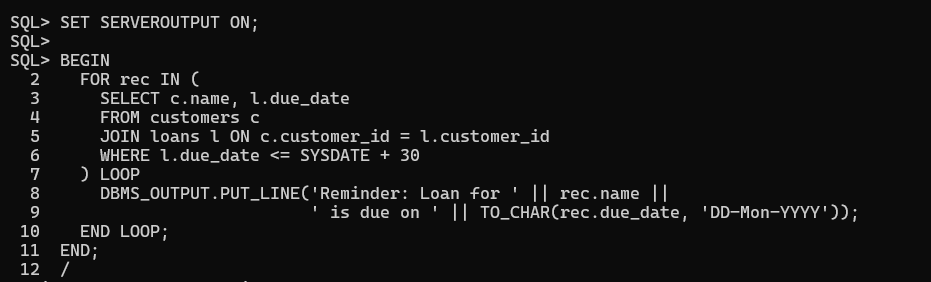 SQL> SET SERVEROUTPUT ON;
SQL>
SQL> BEGIN
  2    FOR rec IN (
  3      SELECT c.name, l.due_date
  4      FROM customers c
  5      JOIN loans l ON c.customer_id = l.customer_id
  6      WHERE l.due_date <= SYSDATE + 30
  7    ) LOOP
  8      DBMS_OUTPUT.PUT_LINE('Reminder: Loan for ' || rec.name ||
  9                           ' is due on ' || TO_CHAR(rec.due_date, 'DD-Mon-YYYY'));
 10    END LOOP;
 11  END;
 12  /